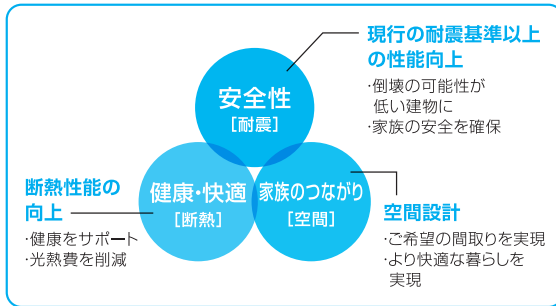 現行の耐震基準以上
の性能向上
・倒壊の可能性が
低い建物に
・家族の安全を確保
安全性
[耐震]
健康・快適
[断熱]
家族のつながり
[空間]
断熱性能の
向上
・健康をサポート
・光熱費を削減
空間設計
・ご希望の間取りを実現
・より快適な暮らしを
実現